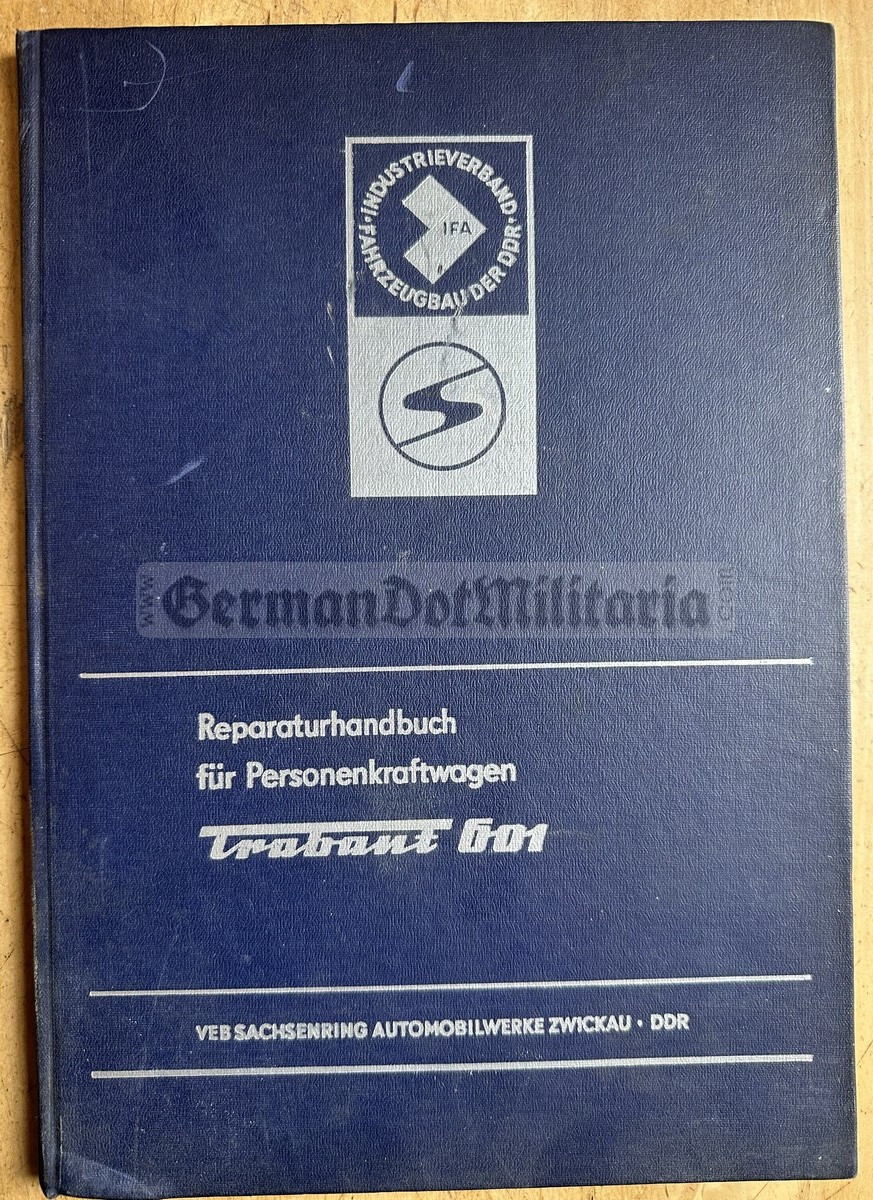 • INDUSTRIEVERBAND •
FAHRZEUGBAU DER DDR
IFA
www.GermanDotMilitaria.com
Reparaturhandbuch
für Personenkraftwagen
Trabant 601
VEB SACHSENRING AUTOMOBILWERKE ZWICKAU • DDR